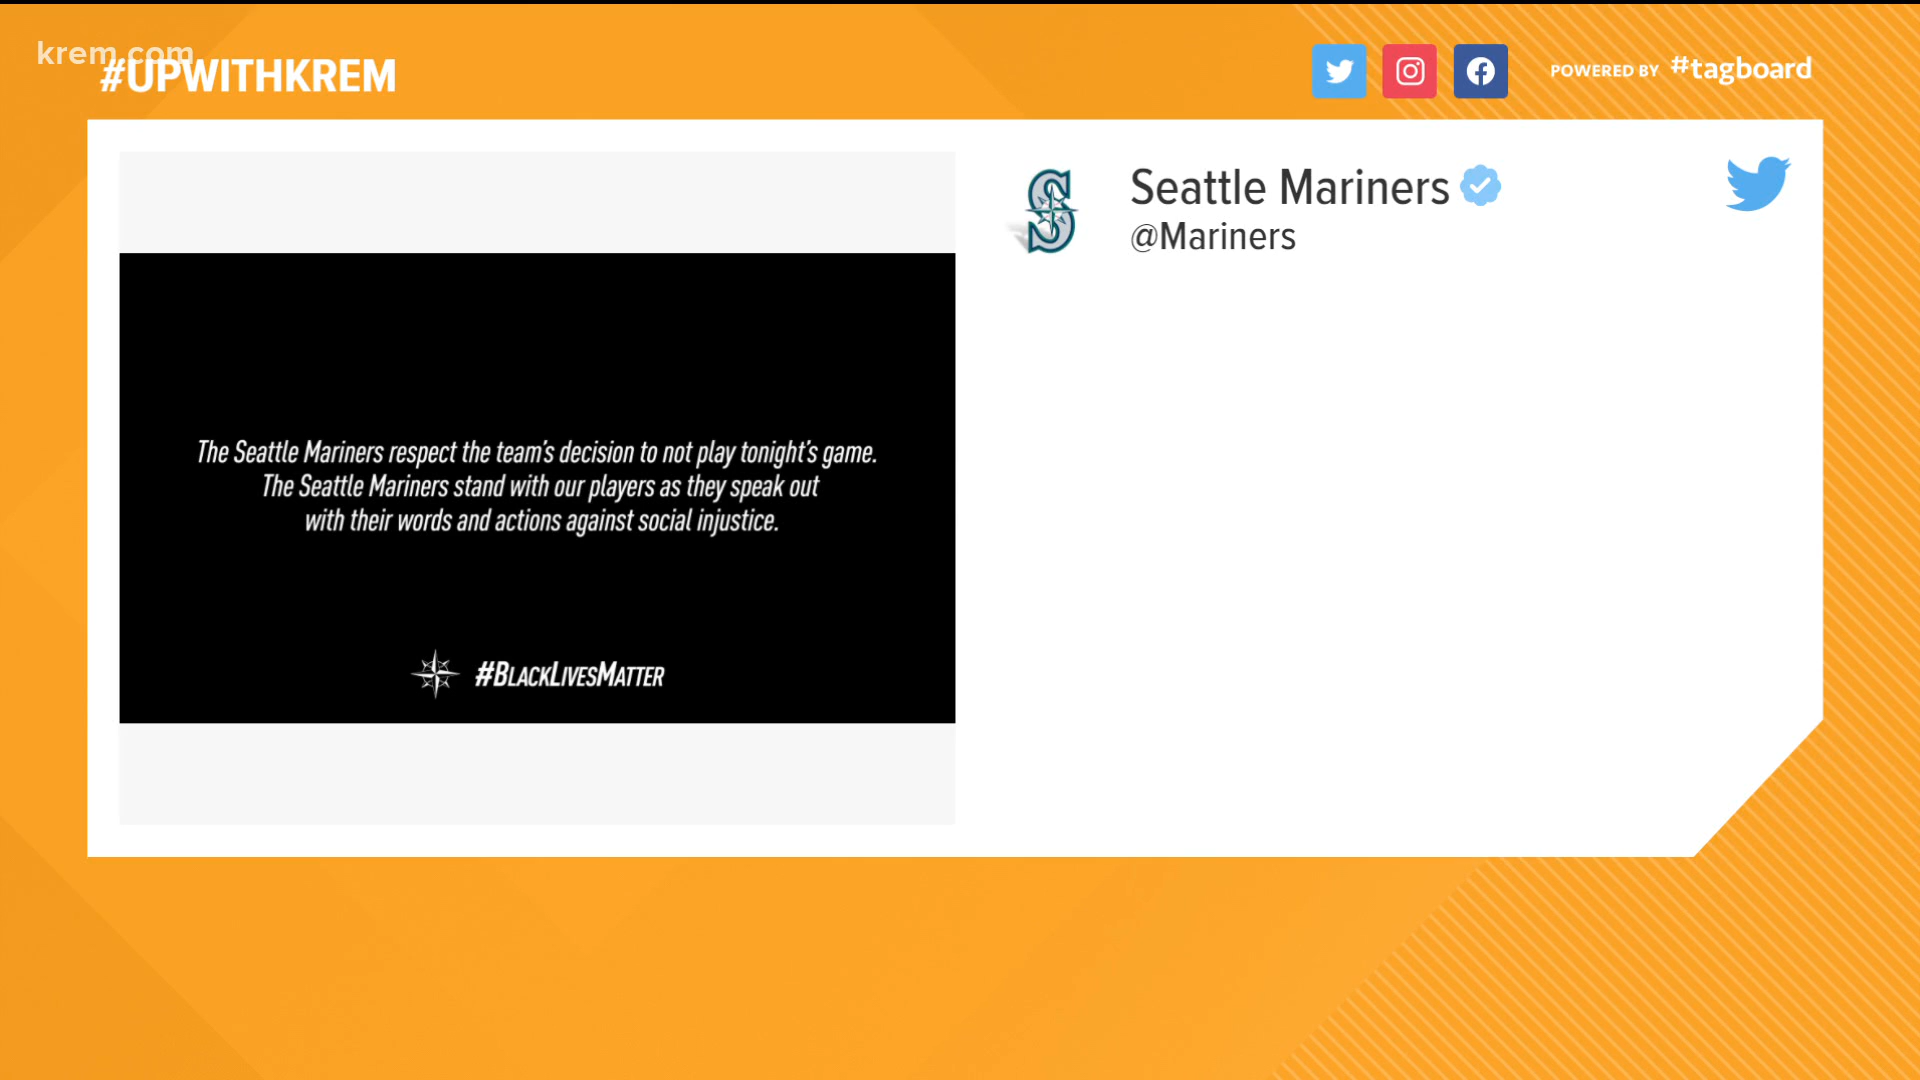 krem.com
#UPWITHKREM
POWERED BY #tagboard
Seattle Mariners
@Mariners
The Seattle Mariners respect the team's decision to not play tonight's game.
The Seattle Mariners stand with our players as they speak out
with their words and actions against social injustice.
#BLACKLIVESMATTER